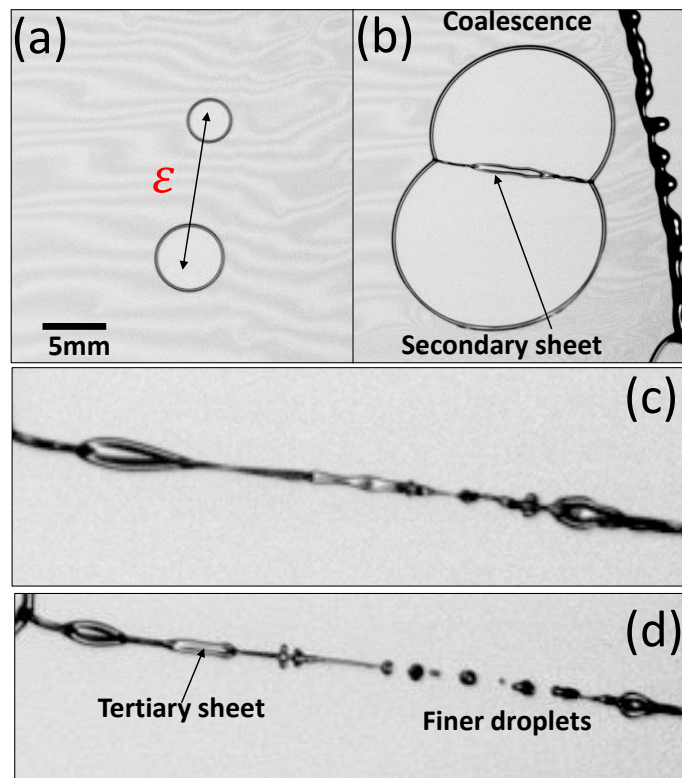 (a)
ε
5mm
(b)
Coalescence
Secondary sheet
(c)
(d)
Tertiary sheet
Finer droplets